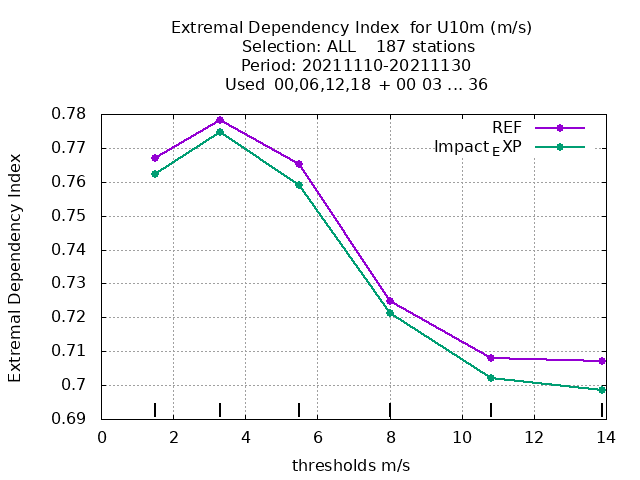 Extremal Dependency Index for U10m (m/s)
Selection: ALL 187 stations
Period: 20211110-20211130
Used 00,06,12,18 + 00 03 ... 36
REF
Impact_EXP
0.78
0.77
0.76
0.75
0.74
0.73
0.72
0.71
0.7
0.69
Extremal Dependency Index
0 2 4 6 8 10 12 14
thresholds m/s